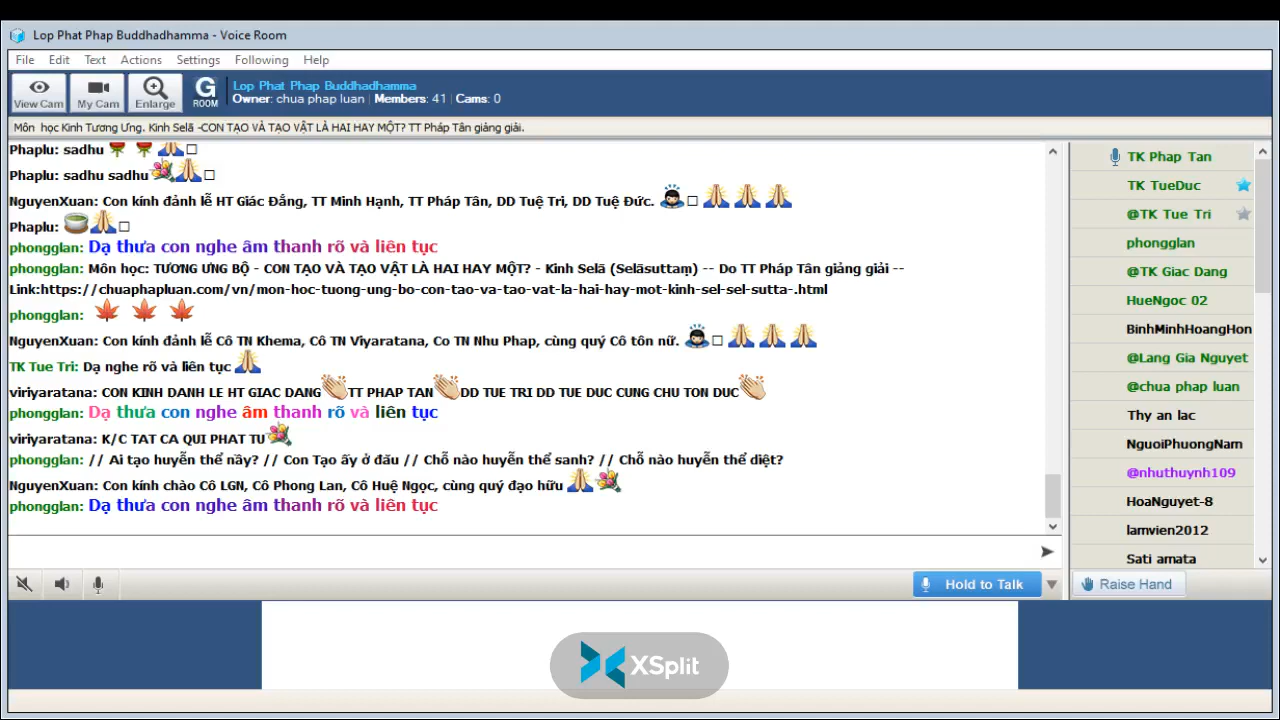 Lop Phat Phap Buddhadhamma - Voice Room
File Edit Text Actions Settings Following Help
View Cam My Cam Enlarge G ROOM
Lop Phat Phap Buddhadhamma
Owner: chua phap luan | Members: 41 | Cams: 0
Môn học Kinh Tương Ưng. Kinh Selā -CON TẠO VÀ TẠO VẬT LÀ HAI HAY MỘT? TT Pháp Tân giảng giải.
Phaplu: sadhu
Phaplu: sadhu sadhu
NguyenXuan: Con kính đảnh lễ HT Giác Đẳng, TT Minh Hạnh, TT Pháp Tân, DD Tuệ Tri, DD Tuệ Đức.
Phaplu:
phongglan: Dạ thưa con nghe âm thanh rõ và liên tục
phongglan: Môn học: TƯƠNG ƯNG BỘ - CON TẠO VÀ TẠO VẬT LÀ HAI HAY MỘT? - Kinh Selā (Selāsuttaṃ) -- Do TT Pháp Tân giảng giải --
Link:https://chuaphapluan.com/vn/mon-hoc-tuong-ung-bo-con-tao-va-tao-vat-la-hai-hay-mot-kinh-sel-sel-sutta-.html
phongglan:
NguyenXuan: Con kính đảnh lễ Cô TN Khema, Cô TN Viyaratana, Co TN Nhu Phap, cùng quý Cô tôn nữ.
TK Tue Tri: Dạ nghe rõ và liên tục
viriyaratana: CON KINH DANH LE HT GIAC DANG TT PHAP TAN DD TUE TRI DD TUE DUC CUNG CHU TON DUC
phongglan: Dạ thưa con nghe âm thanh rõ và liên tục
viriyaratana: K/C TAT CA QUI PHAT TU
phongglan: // Ai tạo huyễn thể nầy? // Con Tạo ấy ở đấu // Chỗ nào huyễn thể sanh? // Chỗ nào huyễn thể diệt?
NguyenXuan: Con kính chào Cô LGN, Cô Phong Lan, Cô Huệ Ngọc, cùng quý đạo hữu
phongglan: Dạ thưa con nghe âm thanh rõ và liên tục
TK Phap Tan
TK TueDuc
@TK Tue Tri
phongglan
@TK Giac Dang
HueNgoc 02
BinhMinhHoangHon
@Lang Gia Nguyet
@chua phap luan
Thy an lac
NguoiPhuongNam
@nhuthuynh109
HoaNguyet-8
lamvien2012
Sati amata
Hold to Talk
Raise Hand
XSplit